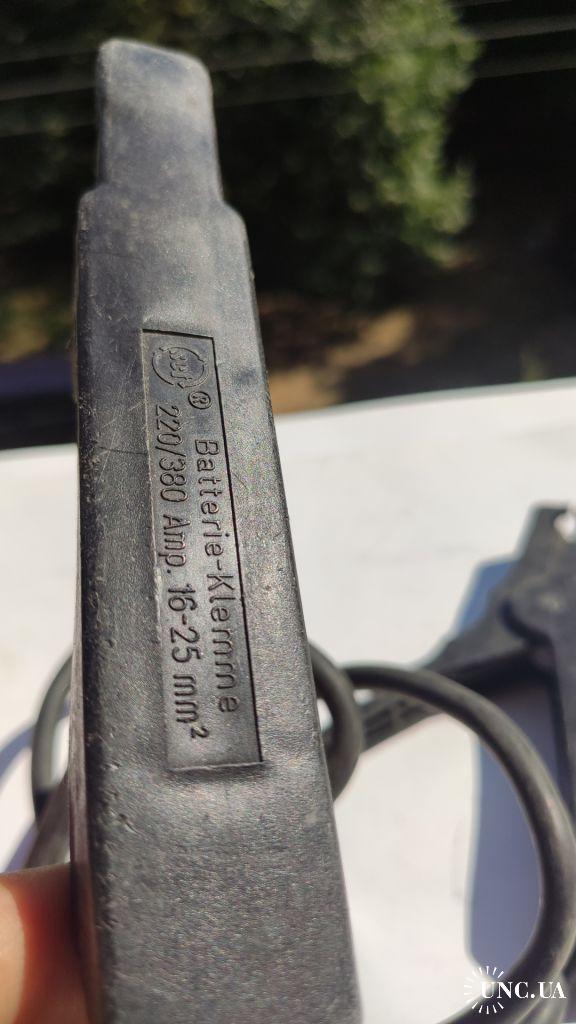 ® Batterie-Klemme
220/380 Amp. 16-25 mm²
UNC.UA